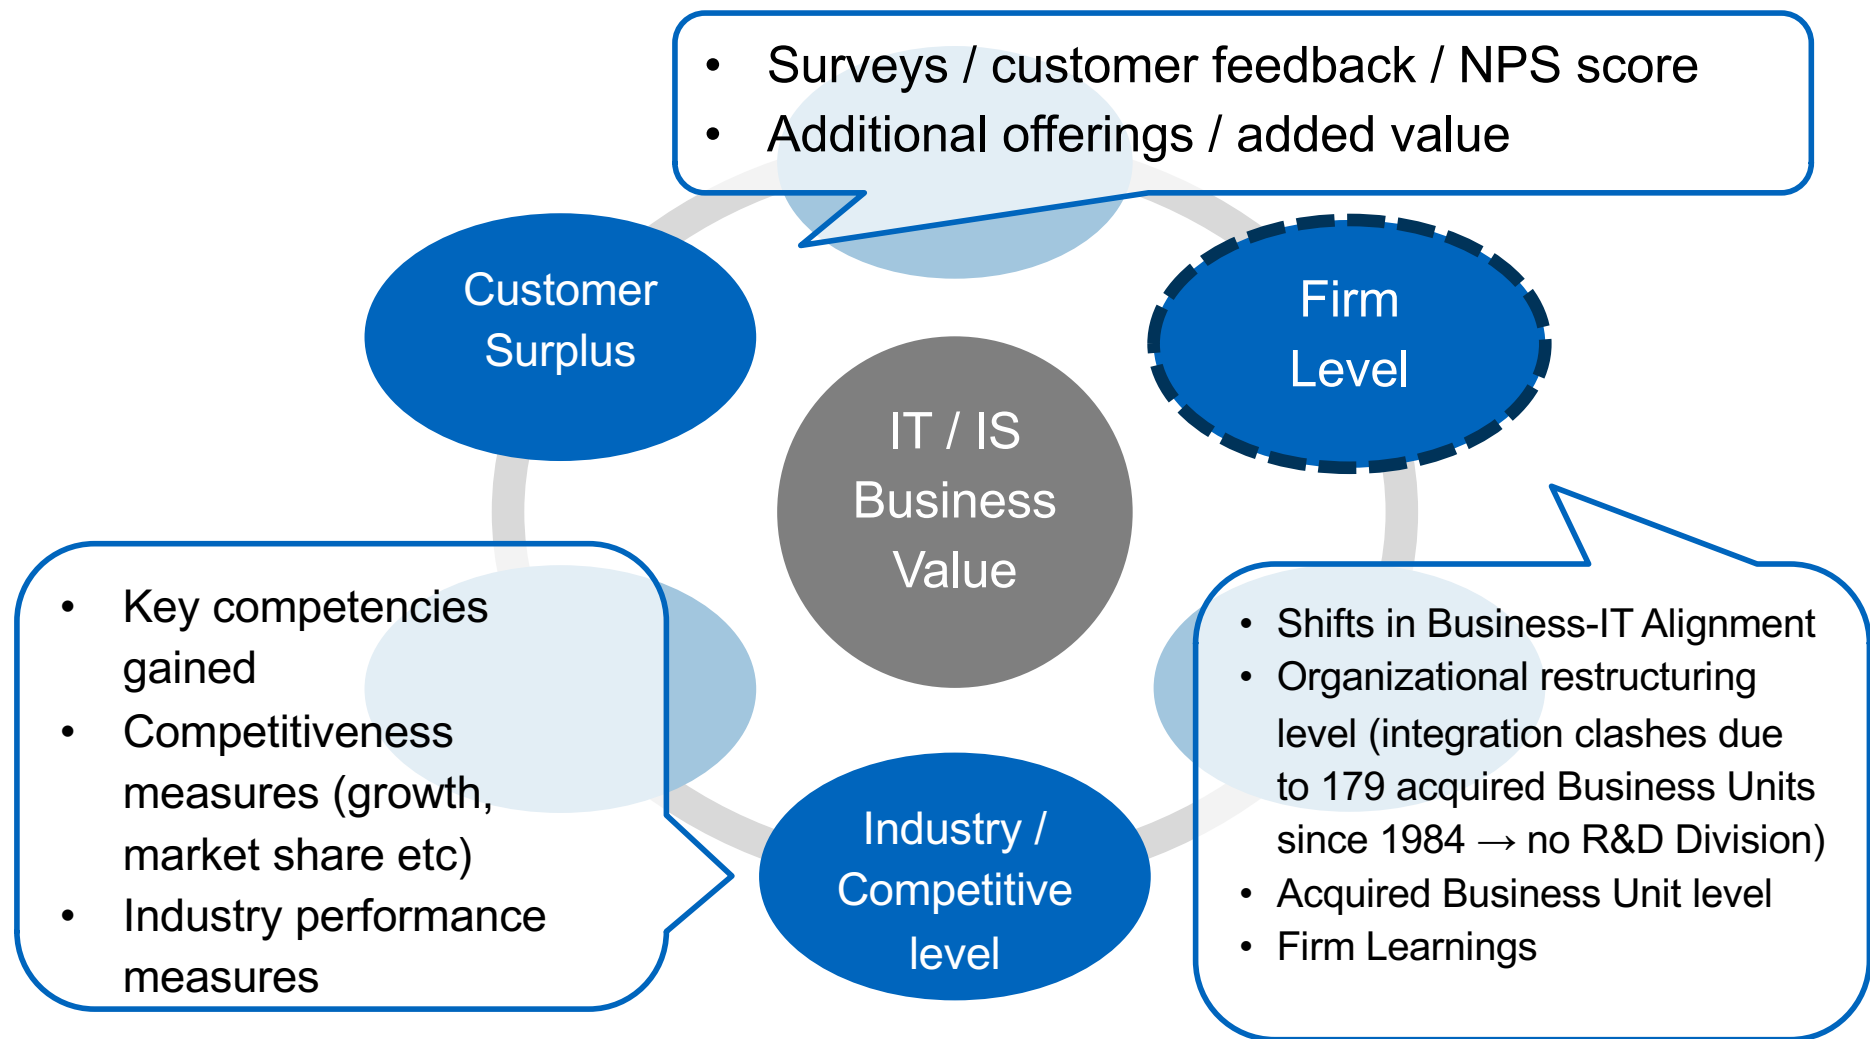 • Surveys / customer feedback / NPS score
• Additional offerings / added value
Customer
Surplus
Firm
Level
IT / IS
Business
Value
• Key competencies
gained
• Competitiveness
measures (growth,
market share etc)
• Industry performance
measures
Industry /
Competitive
level
• Shifts in Business-IT Alignment
• Organizational restructuring
level (integration clashes due
to 179 acquired Business Units
since 1984 → no R&D Division)
• Acquired Business Unit level
• Firm Learnings